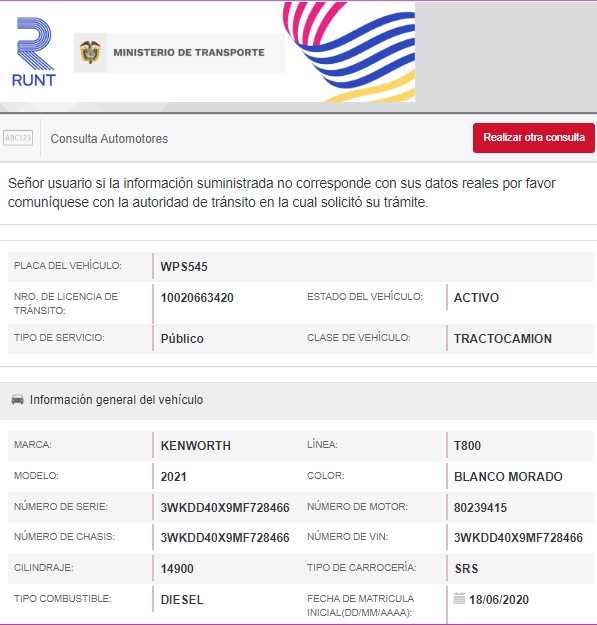 RUNT
MINISTERIO DE TRANSPORTE
ABC123
Consulta Automotores
Realizar otra consulta
Señor usuario si la información suministrada no corresponde con sus datos reales por favor
comuníquese con la autoridad de tránsito en la cual solicitó su trámite.
PLACA DEL VEHÍCULO: WPS545
NRO. DE LICENCIA DE
TRÁNSITO: 10020663420 ESTADO DEL VEHÍCULO: ACTIVO
TIPO DE SERVICIO: Público CLASE DE VEHÍCULO: TRACTOCAMION
Información general del vehículo
MARCA: KENWORTH LÍNEA: T800
MODELO: 2021 COLOR: BLANCO MORADO
NÚMERO DE SERIE: 3WKDD40X9MF728466 NÚMERO DE MOTOR: 80239415
NÚMERO DE CHASIS: 3WKDD40X9MF728466 NÚMERO DE VIN: 3WKDD40X9MF728466
CILINDRAJE: 14900 TIPO DE CARROCERÍA: SRS
TIPO COMBUSTIBLE: DIESEL FECHA DE MATRICULA
INICIAL(DD/MM/AAAA): 18/06/2020